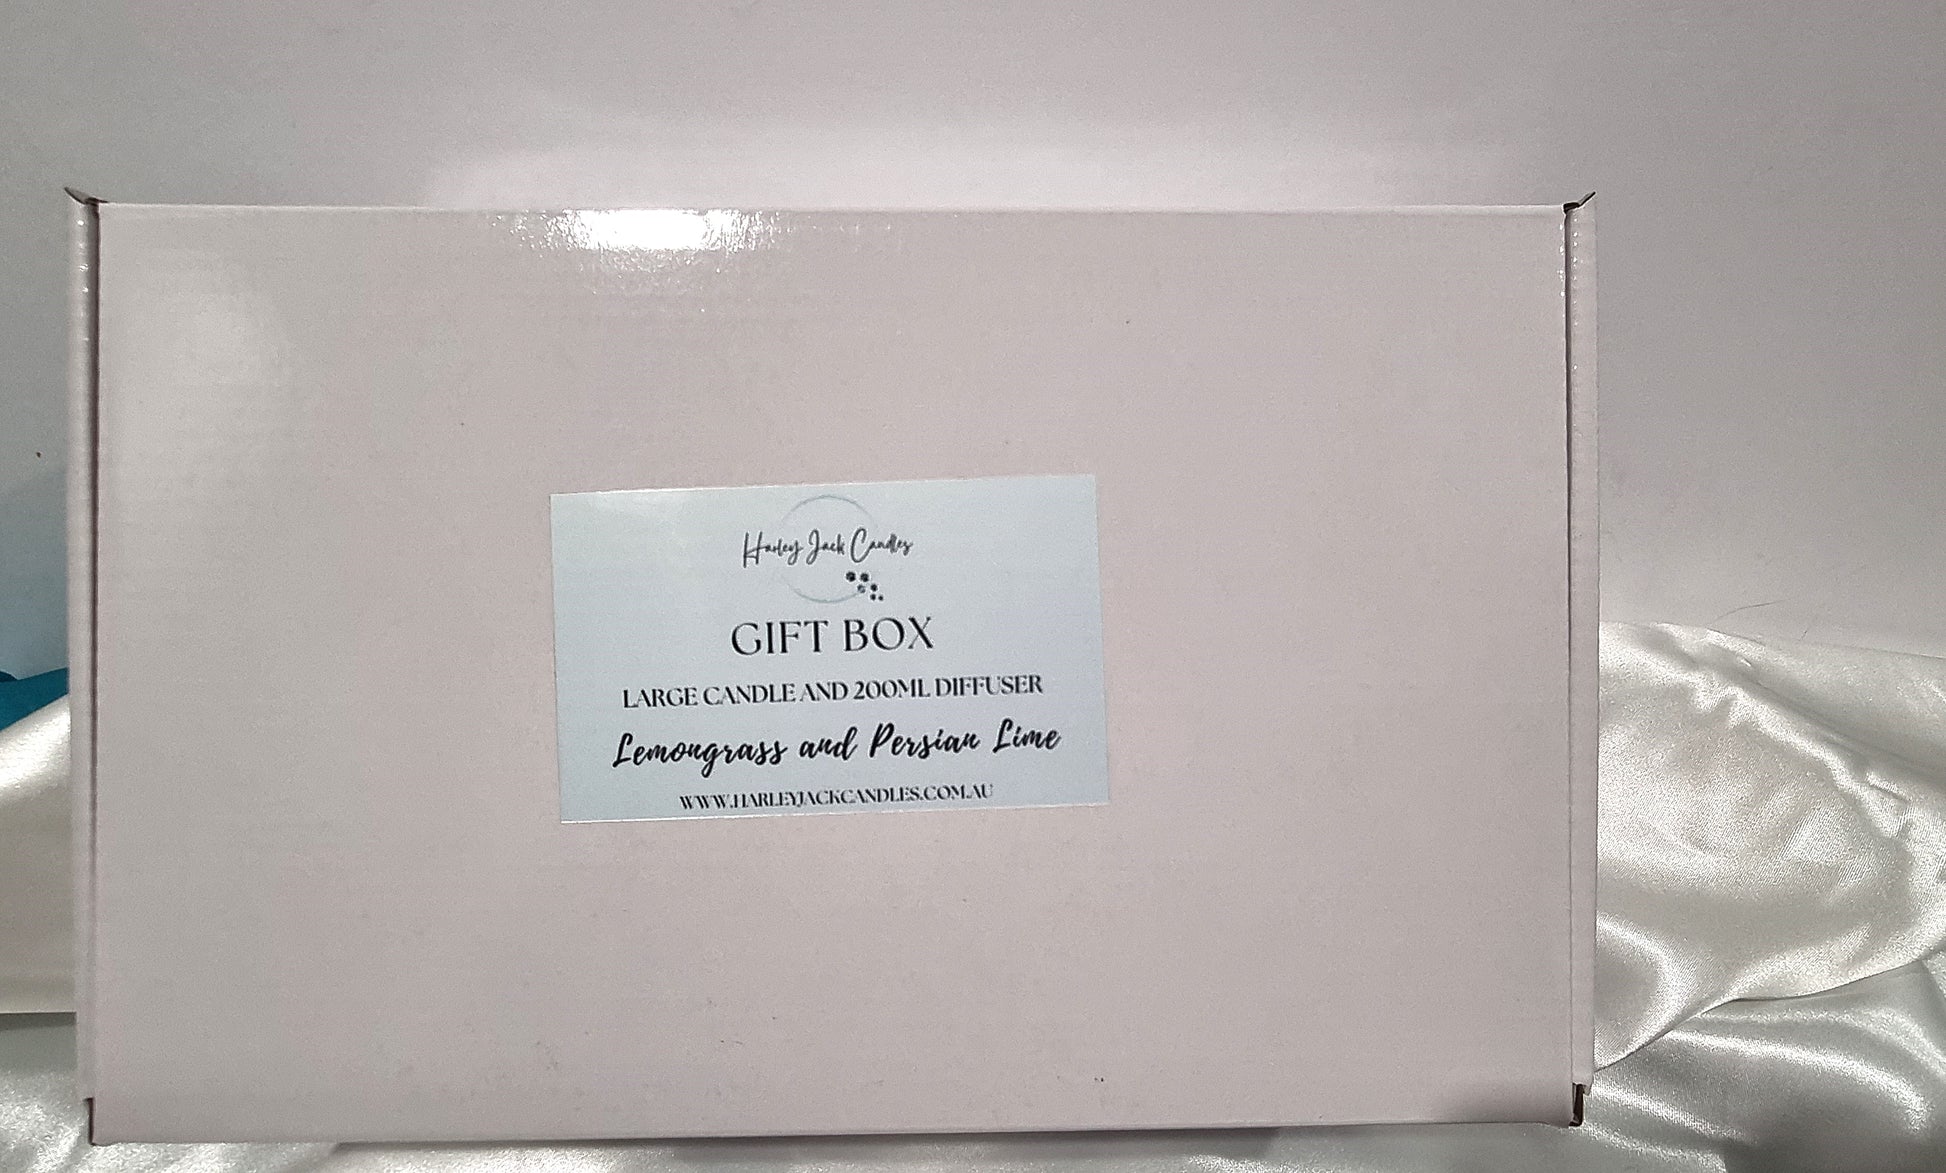 Harley Jack Candles
GIFT BOX
LARGE CANDLE AND 200ML DIFFUSER
Lemongrass and Persian Lime
WWW.HARLEYJACKCANDLES.COM.AU